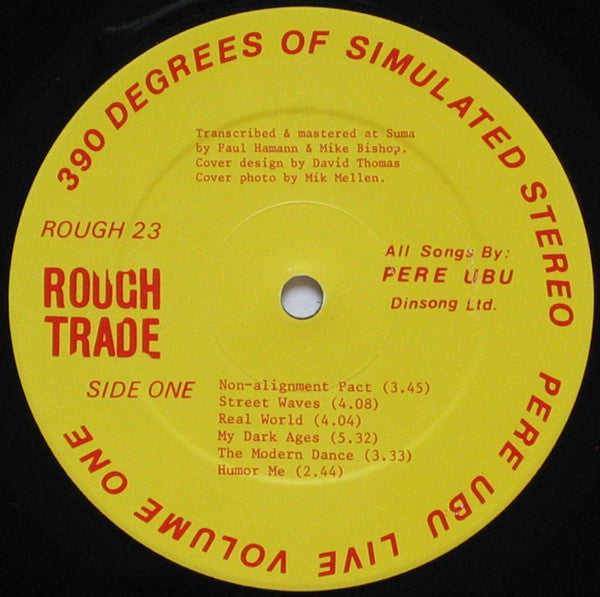 390 DEGREES OF SIMULATED STEREO
PERE UBU LIVE VOLUME ONE
Transcribed & mastered at Suma
by Paul Hamann & Mike Bishop.
Cover design by David Thomas
Cover photo by Mik Mellen.
ROUGH 23
ROUGH
TRADE
All Songs By:
PERE UBU
Dinsong Ltd.
SIDE ONE
Non-alignment Pact (3.45)
Street Waves (4.08)
Real World (4.04)
My Dark Ages (5.32)
The Modern Dance (3.33)
Humor Me (2.44)